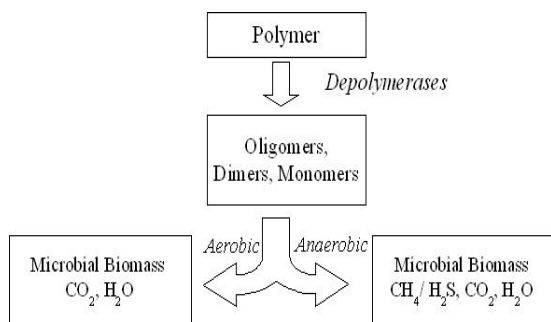 Polymer
Depolymerases
Oligomers,
Dimers, Monomers
Aerobic
Anaerobic
Microbial Biomass
CO₂, H₂O
Microbial Biomass
CH₄/ H₂S, CO₂, H₂O